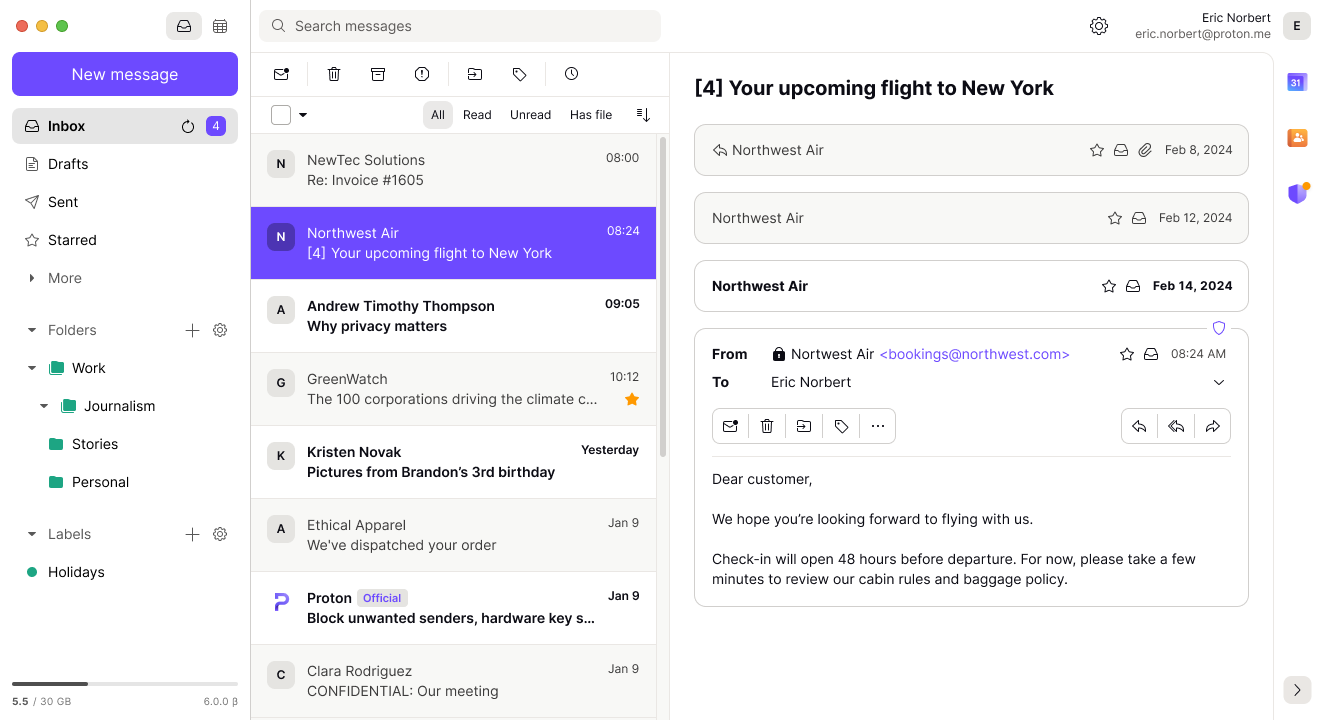 Search messages
Eric Norbert
eric.norbert@proton.me
E
New message
Inbox
4
Drafts
Sent
Starred
More
Folders
Work
Journalism
Stories
Personal
Labels
Holidays
5.5 / 30 GB
6.0.0 β
All Read Unread Has file
N
NewTec Solutions 08:00
Re: Invoice #1605
N
Northwest Air 08:24
[4] Your upcoming flight to New York
A
Andrew Timothy Thompson 09:05
Why privacy matters
G
GreenWatch 10:12
The 100 corporations driving the climate c...
K
Kristen Novak Yesterday
Pictures from Brandon’s 3rd birthday
A
Ethical Apparel Jan 9
We've dispatched your order
Proton Official Jan 9
Block unwanted senders, hardware key s...
C
Clara Rodriguez Jan 9
CONFIDENTIAL: Our meeting
[4] Your upcoming flight to New York
Northwest Air Feb 8, 2024
Northwest Air Feb 12, 2024
Northwest Air Feb 14, 2024
From Nortwest Air <bookings@northwest.com> 08:24 AM
To Eric Norbert
Dear customer,
We hope you’re looking forward to flying with us.
Check-in will open 48 hours before departure. For now, please take a few
minutes to review our cabin rules and baggage policy.
31